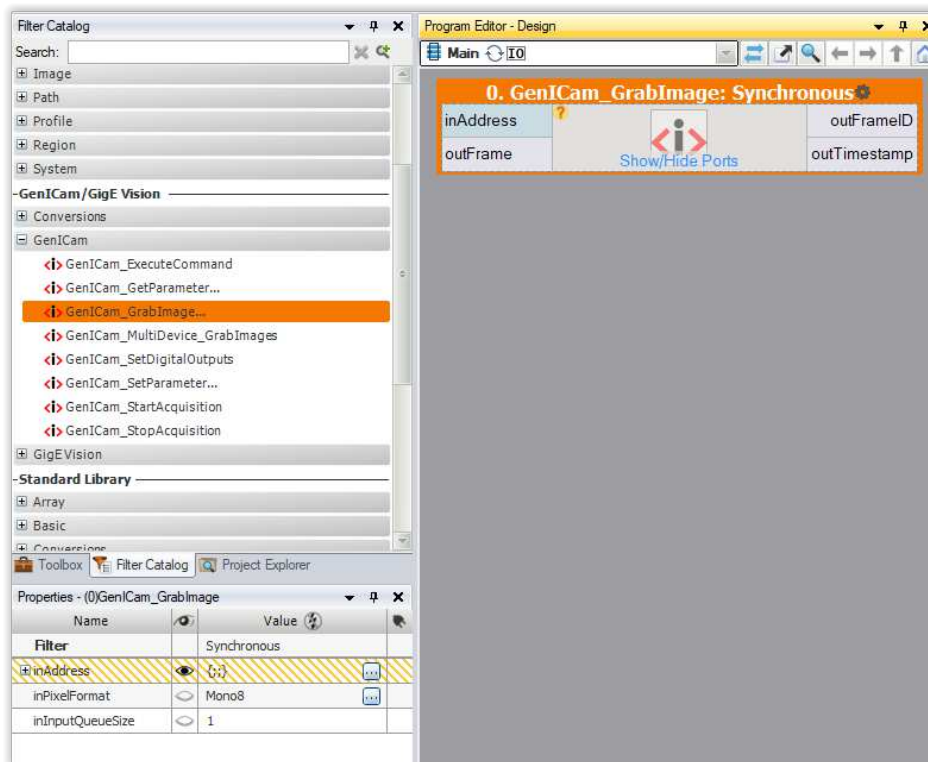 Filter Catalog
Search:
Image
Path
Profile
Region
System
GenICam/GigE Vision
Conversions
GenICam
GenICam_ExecuteCommand
GenICam_GetParameter...
GenICam_GrabImage...
GenICam_MultiDevice_GrabImages
GenICam_SetDigitalOutputs
GenICam_SetParameter...
GenICam_StartAcquisition
GenICam_StopAcquisition
GigEVision
Standard Library
Array
Basic
Conversions
Toolbox Filter Catalog Project Explorer
Properties - (0)GenICam_GrabImage
Name Value
Filter Synchronous
inAddress {;;} ...
inPixelFormat Mono8 ...
inInputQueueSize 1
Program Editor - Design
Main IO
0. GenICam_GrabImage: Synchronous
inAddress ? <i> outFrameID
outFrame Show/Hide Ports outTimestamp